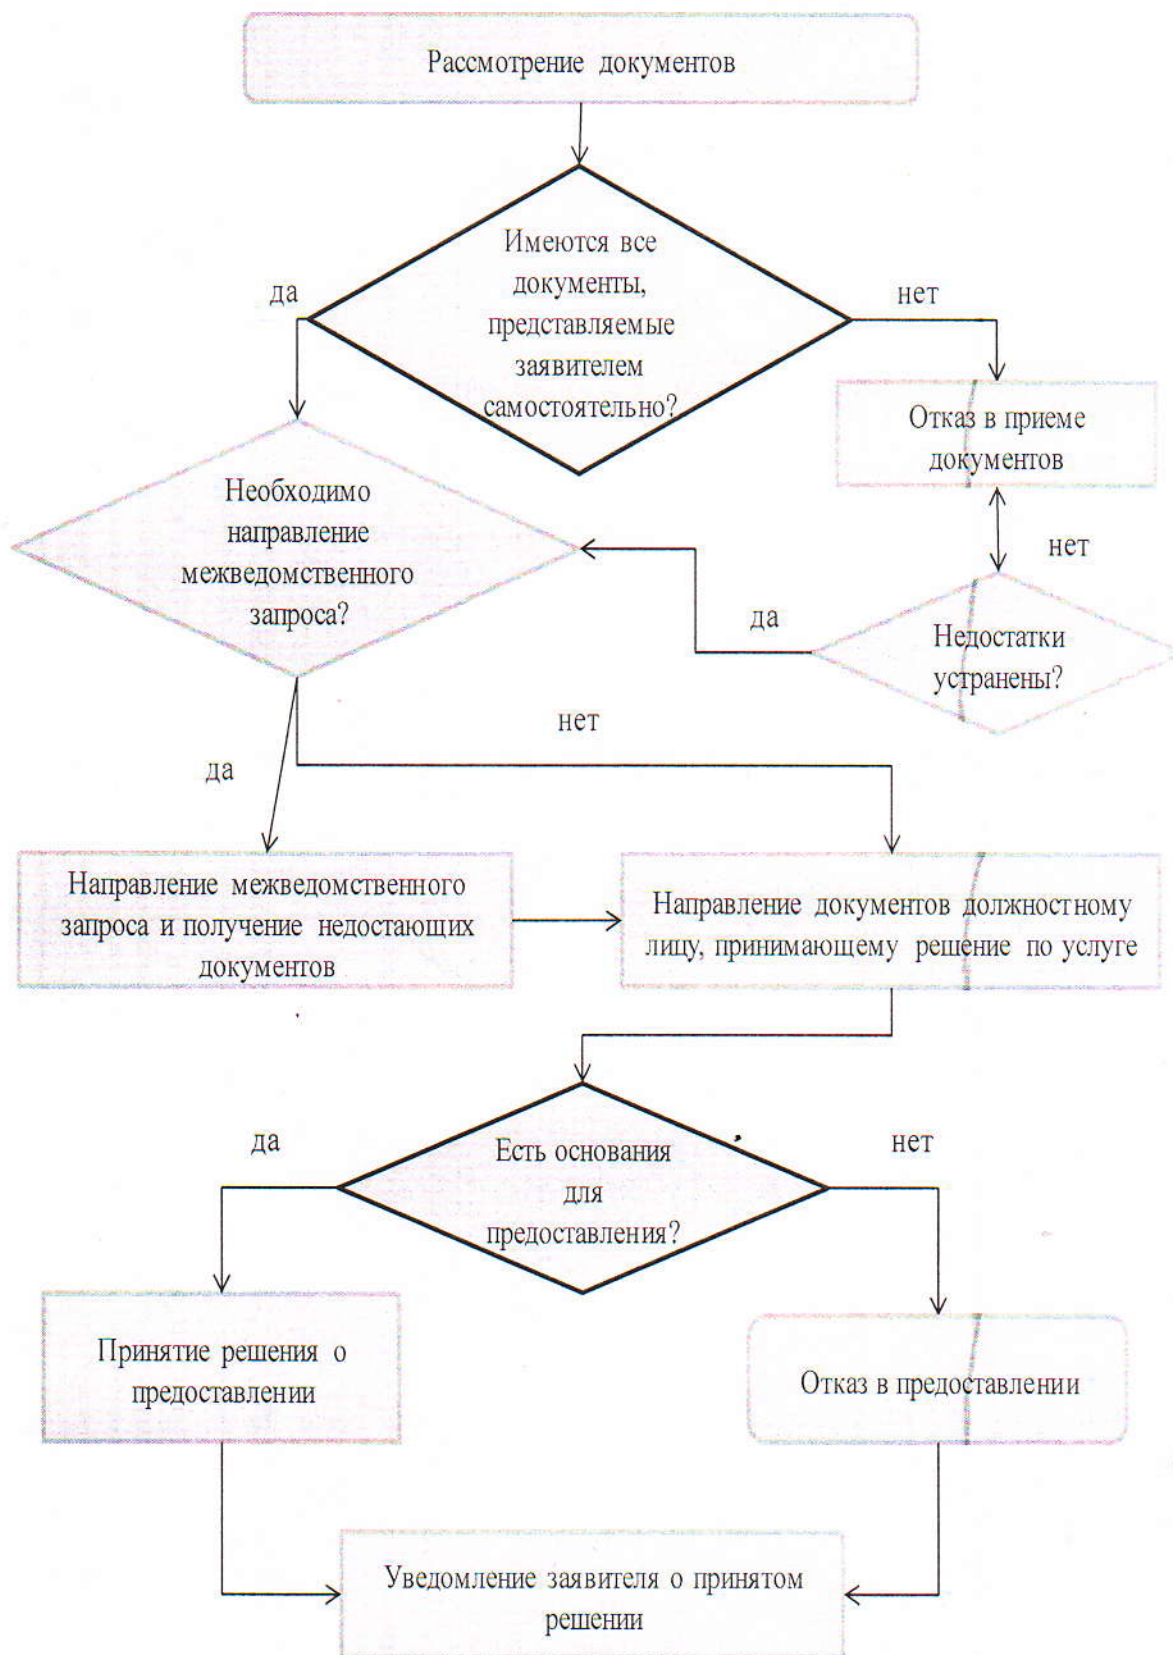 Рассмотрение документов
Имеются все
документы,
представляемые
заявителем
самостоятельно?
да
нет
Отказ в приеме
документов
Необходимо
направление
межведомственного
запроса?
нет
да
Недостатки
устранены?
нет
да
Направление межведомственного
запроса и получение недостающих
документов
Направление документов должностному
лицу, принимающему решение по услуге
да
нет
Есть основания
для
предоставления?
Принятие решения о
предоставлении
Отказ в предоставлении
Уведомление заявителя о принятом
решении